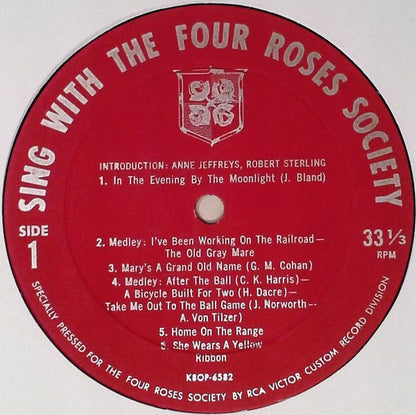 SING WITH THE FOUR ROSES SOCIETY
INTRODUCTION: ANNE JEFFREYS, ROBERT STERLING
1. In The Evening By The Moonlight (J. Bland)
SIDE
1
33 1/3
RPM
2. Medley: I've Been Working On The Railroad—
The Old Gray Mare
3. Mary's A Grand Old Name (G. M. Cohan)
4. Medley: After The Ball (C. K. Harris)—
A Bicycle Built For Two (H. Dacre)—
Take Me Out To The Ball Game (J. Norworth—
A. Von Tilzer)
5. Home On The Range
6. She Wears A Yellow
Ribbon
K8OP-6582
SPECIALLY PRESSED FOR THE FOUR ROSES SOCIETY BY RCA VICTOR CUSTOM RECORD DIVISION